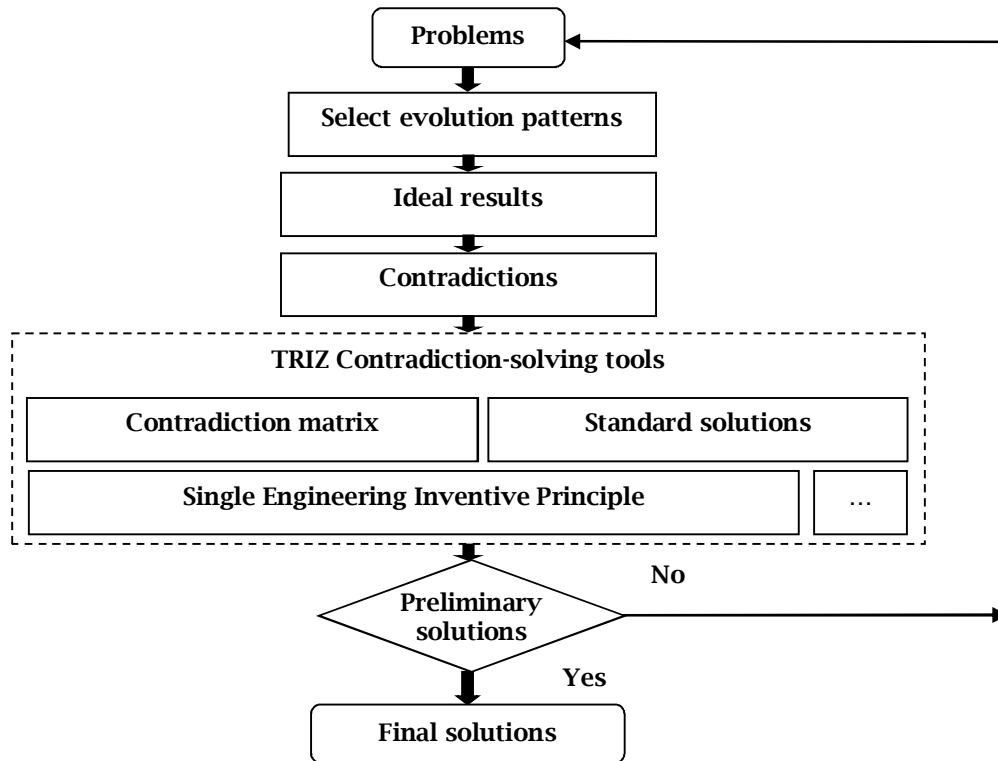 Problems
Select evolution patterns
Ideal results
Contradictions
TRIZ Contradiction-solving tools
Contradiction matrix
Standard solutions
Single Engineering Inventive Principle
…
No
Preliminary
solutions
Yes
Final solutions